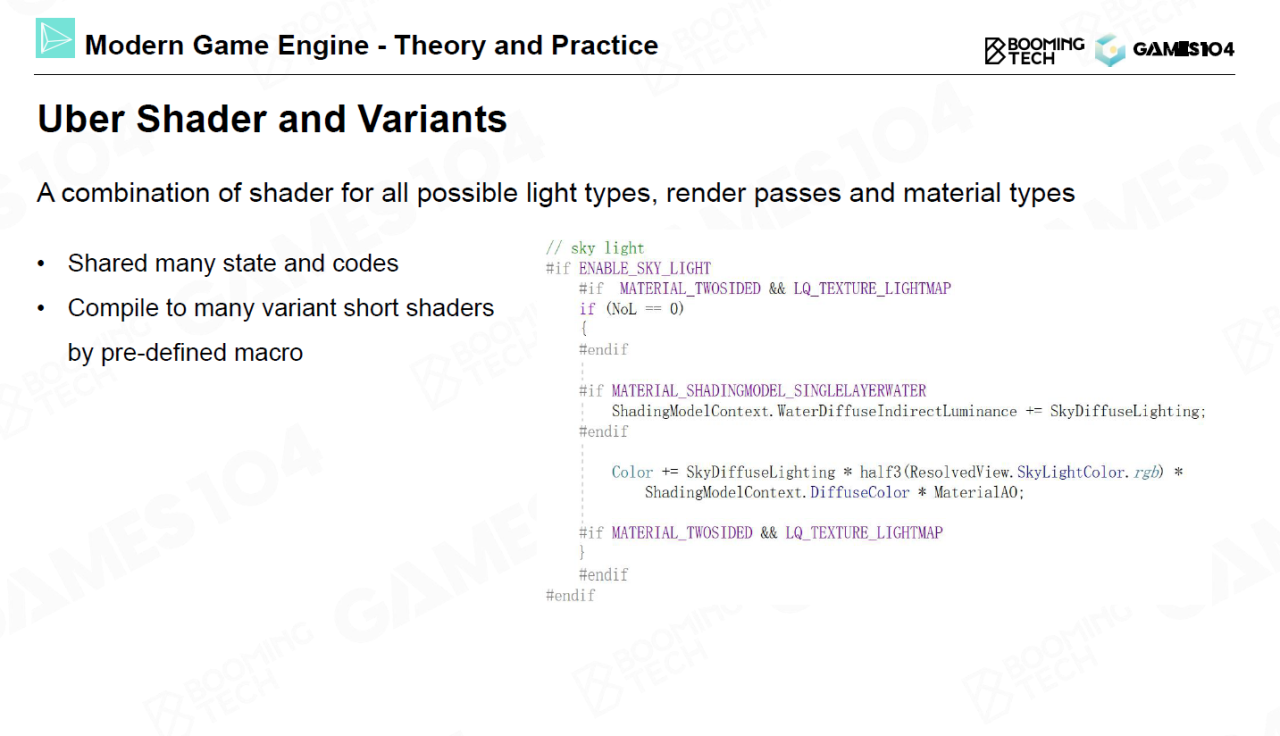 Modern Game Engine - Theory and Practice
BOOMING
TECH
GAMES104
Uber Shader and Variants
A combination of shader for all possible light types, render passes and material types
• Shared many state and codes
• Compile to many variant short shaders
by pre-defined macro
// sky light
#if ENABLE_SKY_LIGHT
#if MATERIAL_TWOSIDED && LQ_TEXTURE_LIGHTMAP
if (NoL == 0)
{
#endif
#if MATERIAL_SHADINGMODEL_SINGLELAYERWATER
ShadingModelContext.WaterDiffuseIndirectLuminance += SkyDiffuseLighting;
#endif
Color += SkyDiffuseLighting * half3(ResolvedView.SkyLightColor.rgb) *
ShadingModelContext.DiffuseColor * MaterialAO;
#if MATERIAL_TWOSIDED && LQ_TEXTURE_LIGHTMAP
}
#endif
#endif